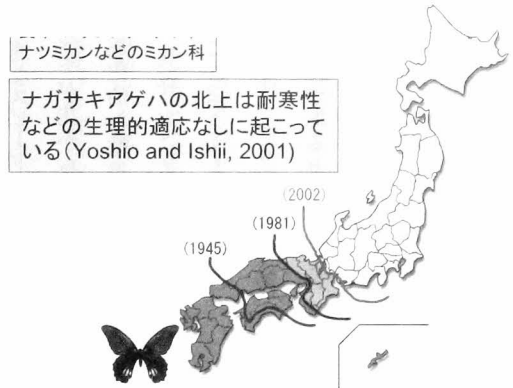 ナツミカンなどのミカン科
ナガサキアゲハの北上は耐寒性
などの生理的適応なしに起こって
いる(Yoshio and Ishii, 2001)
(2002)
(1981)
(1945)